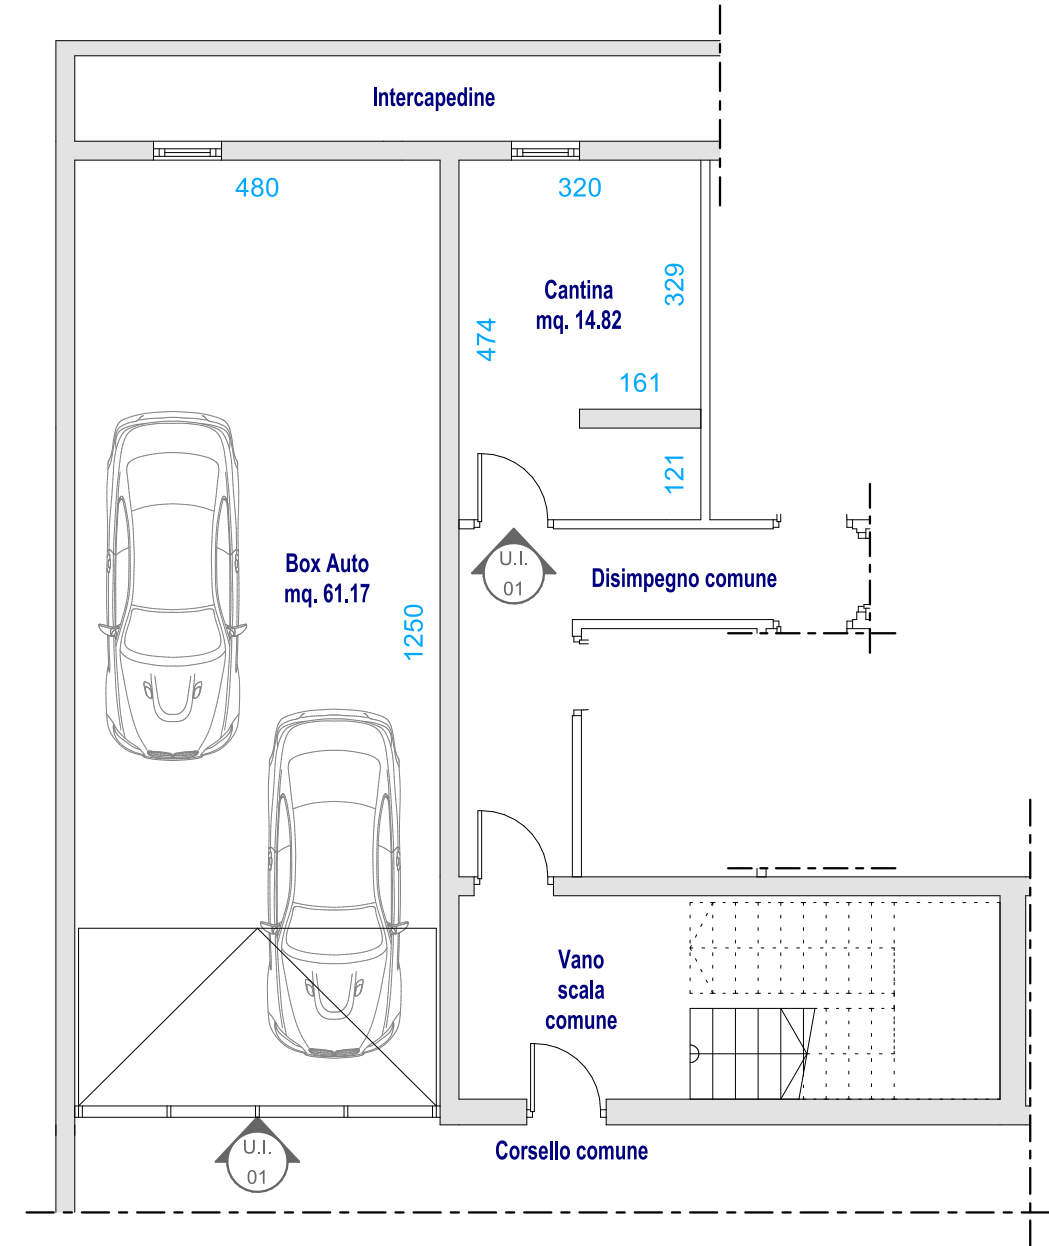 Intercapedine
480
320
329
Cantina
mq. 14.82
474
161
121
Box Auto
mq. 61.17
1250
U.I.
01
Disimpegno comune
Vano
scala
comune
U.I.
01
Corsello comune